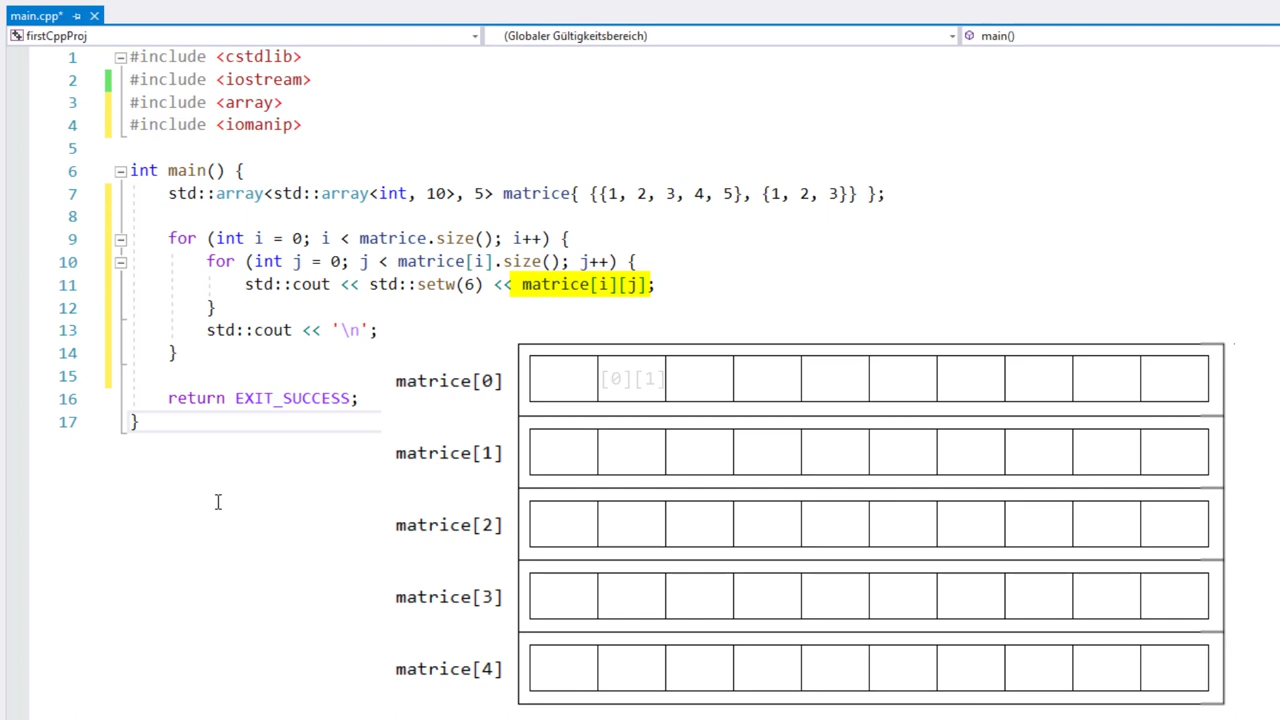 main.cpp*
firstCppProj (Globaler Gültigkeitsbereich) main()
1 #include <cstdlib>
2 #include <iostream>
3 #include <array>
4 #include <iomanip>
5
6 int main() {
7 std::array<std::array<int, 10>, 5> matrice{ {{1, 2, 3, 4, 5}, {1, 2, 3}} };
8
9 for (int i = 0; i < matrice.size(); i++) {
10 for (int j = 0; j < matrice[i].size(); j++) {
11 std::cout << std::setw(6) << matrice[i][j];
12 }
13 std::cout << '\n';
14 }
15
16 return EXIT_SUCCESS;
17 }
matrice[0] [0][1]
matrice[1]
matrice[2]
matrice[3]
matrice[4]